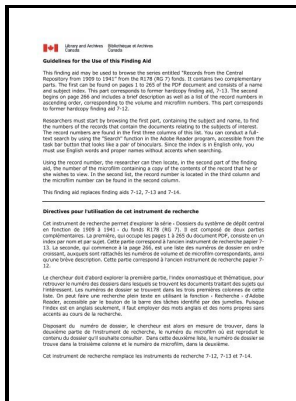 Library and Archives Bibliothèque et Archives
Canada Canada
Guidelines for the Use of this Finding Aid
This finding aid may be used to browse the series entitled "Records from the Central
Repository from 1909 to 1941" from the R178 (RG 7) fonds. It contains two complementary
parts. The first can be found on pages 1 to 265 of the PDF document and consists of a name
and subject index. This part corresponds to former hardcopy finding aid, 7-13. The second
begins on page 266 and includes a brief description as well as a list of the record numbers in
ascending order, corresponding to the volume and microfilm numbers. This part corresponds
to former hardcopy finding aid 7-12.
Researchers must start by browsing the first part, containing the subject and name, to find
the numbers of the records that contain the documents relating to the subjects of interest.
The record numbers are found in the first three columns of this list. You can conduct a full-
text search by using the "Search" function in the Adobe Reader program, accessible from the
task bar button that looks like a pair of binoculars. Since the index is in English only, you
must use English words and proper names without accents when searching.
Using the record number, the researcher can then locate, in the second part of the finding
aid, the number of the microfilm containing a copy of the contents of the record that he or
she wishes to view. In the second list, the record number is located in the third column and
the microfilm number can be found in the second column.
This finding aid replaces finding aids 7-12, 7-13 and 7-14.
Directives pour l'utilisation de cet instrument de recherche
Cet instrument de recherche permet d'explorer la série « Dossiers du système de dépôt central
en fonction de 1909 à 1941 » du fonds R178 (RG 7). Il est composé de deux parties
complémentaires. La première, qui occupe les pages 1 à 265 du document PDF, consiste en un
index par nom et par sujet. Cette partie correspond à l'ancien instrument de recherche papier 7-
13. La seconde, qui commence à la page 266, est une liste des numéros de dossier en ordre
croissant, auxquels sont rattachés les numéros de volume et de microfilm correspondants, ainsi
qu'une brève description. Cette partie correspond à l'ancien instrument de recherche papier 7-
12.
Le chercheur doit d'abord explorer la première partie, l'index onomastique et thématique, pour
retrouver le numéro des dossiers dans lesquels se trouvent les documents traitant des sujets qui
l'intéressent. Les numéros de dossier se trouvent dans les trois premières colonnes de cette
liste. On peut faire une recherche plein texte en utilisant la fonction « Recherche » d'Adobe
Reader, accessible par le bouton de la barre des tâches identifié par des jumelles. Puisque
l'index est en anglais seulement, il faut employer des mots anglais et des noms propres sans
accents au cours de la recherche.
Disposant du numéro de dossier, le chercheur est alors en mesure de trouver, dans la
deuxième partie de l'instrument de recherche, le numéro du microfilm où est reproduit le
contenu du dossier qu'il souhaite consulter. Dans cette deuxième liste, le numéro de dossier se
trouve dans la troisième colonne et le numéro du microfilm, dans la deuxième.
Cet instrument de recherche remplace les instruments de recherche 7-12, 7-13 et 7-14.